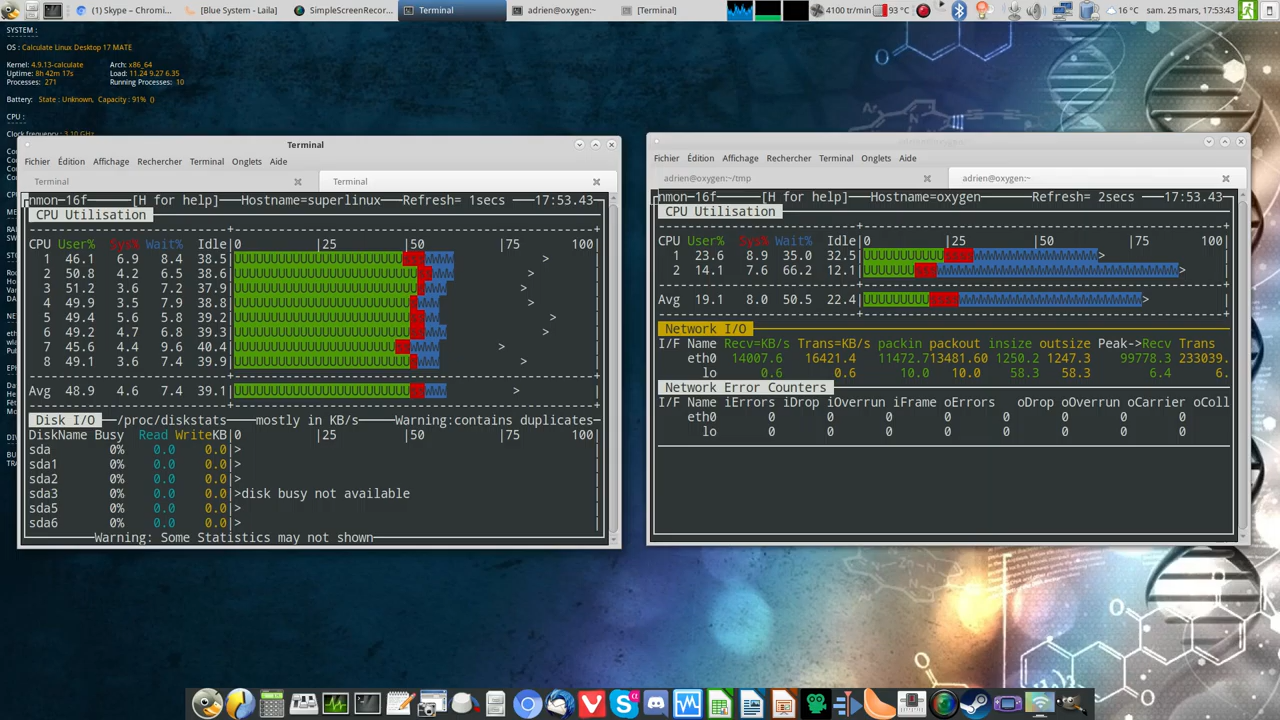 (1) Skype – Chromi...
[Blue System - Laila]
SimpleScreenRecor...
Terminal
adrien@oxygen:~
[Terminal]
4100 tr/min
93 °C
16 °C
sam. 25 mars, 17:53:43
SYSTEM :
OS : Calculate Linux Desktop 17 MATE
Kernel: 4.9.13-calculate Arch: x86_64
Uptime: 8h 42m 17s Load: 11.24 9.27 6.35
Processes: 271 Running Processes: 10
Battery: State : Unknown, Capacity : 91% ()
CPU :
Clock frequency : 3.10 GHz
Terminal
Fichier Édition Affichage Rechercher Terminal Onglets Aide
Terminal
Terminal
nmon-16f [H for help] Hostname=superlinux Refresh= 1secs 17:53.43
CPU Utilisation
CPU User% Sys% Wait% Idle|0 |25 |50 |75 100|
1 46.1 6.9 8.4 38.5
2 50.8 4.2 6.5 38.6
3 51.2 3.6 7.2 37.9
4 49.9 3.5 7.9 38.8
5 49.4 5.6 5.8 39.2
6 49.2 4.7 6.8 39.3
7 45.6 4.4 9.6 40.4
8 49.1 3.6 7.4 39.9
Avg 48.9 4.6 7.4 39.1
Disk I/O /proc/diskstats mostly in KB/s Warning:contains duplicates
DiskName Busy Read WriteKB|0 |25 |50 |75 100|
sda 0% 0.0 0.0|>
sda1 0% 0.0 0.0|>
sda2 0% 0.0 0.0|>
sda3 0% 0.0 0.0|>disk busy not available
sda5 0% 0.0 0.0|>
sda6 0% 0.0 0.0|>
Warning: Some Statistics may not shown
Fichier Édition Affichage Rechercher Terminal Onglets Aide
adrien@oxygen:~/tmp
adrien@oxygen:~
nmon-16f [H for help] Hostname=oxygen Refresh= 2secs 17:53.43
CPU Utilisation
CPU User% Sys% Wait% Idle|0 |25 |50 |75 100|
1 23.6 8.9 35.0 32.5
2 14.1 7.6 66.2 12.1
Avg 19.1 8.0 50.5 22.4
Network I/O
I/F Name Recv=KB/s Trans=KB/s packin packout insize outsize Peak->Recv Trans
eth0 14007.6 16421.4 11472.7 13481.60 1250.2 1247.3 99778.3 233039.
lo 0.6 0.6 10.0 10.0 58.3 58.3 6.4 6.
Network Error Counters
I/F Name iErrors iDrop iOverrun iFrame oErrors oDrop oOverrun oCarrier oColl
eth0 0 0 0 0 0 0 0 0 0
lo 0 0 0 0 0 0 0 0 0